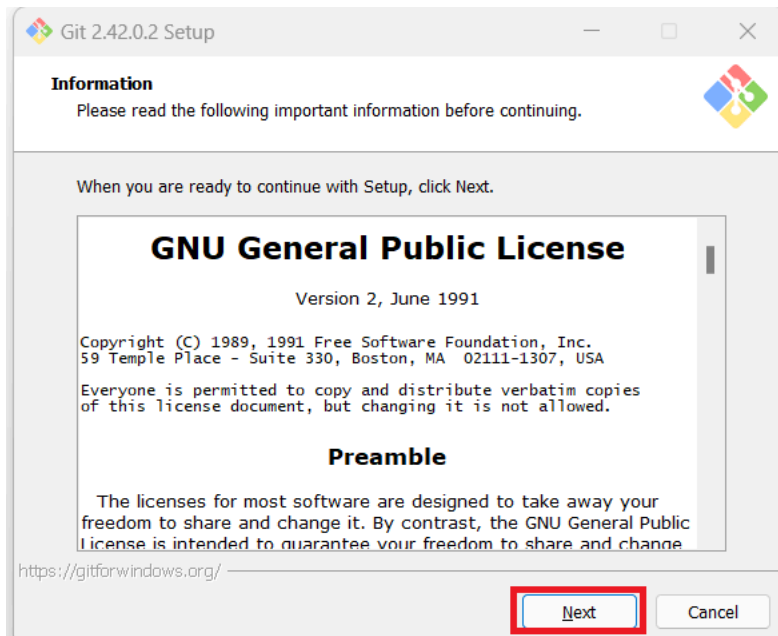 Git 2.42.0.2 Setup
Information
Please read the following important information before continuing.
When you are ready to continue with Setup, click Next.
GNU General Public License
Version 2, June 1991
Copyright (C) 1989, 1991 Free Software Foundation, Inc.
59 Temple Place - Suite 330, Boston, MA  02111-1307, USA
Everyone is permitted to copy and distribute verbatim copies
of this license document, but changing it is not allowed.
Preamble
The licenses for most software are designed to take away your
freedom to share and change it. By contrast, the GNU General Public
License is intended to guarantee your freedom to share and change
https://gitforwindows.org/
Next
Cancel